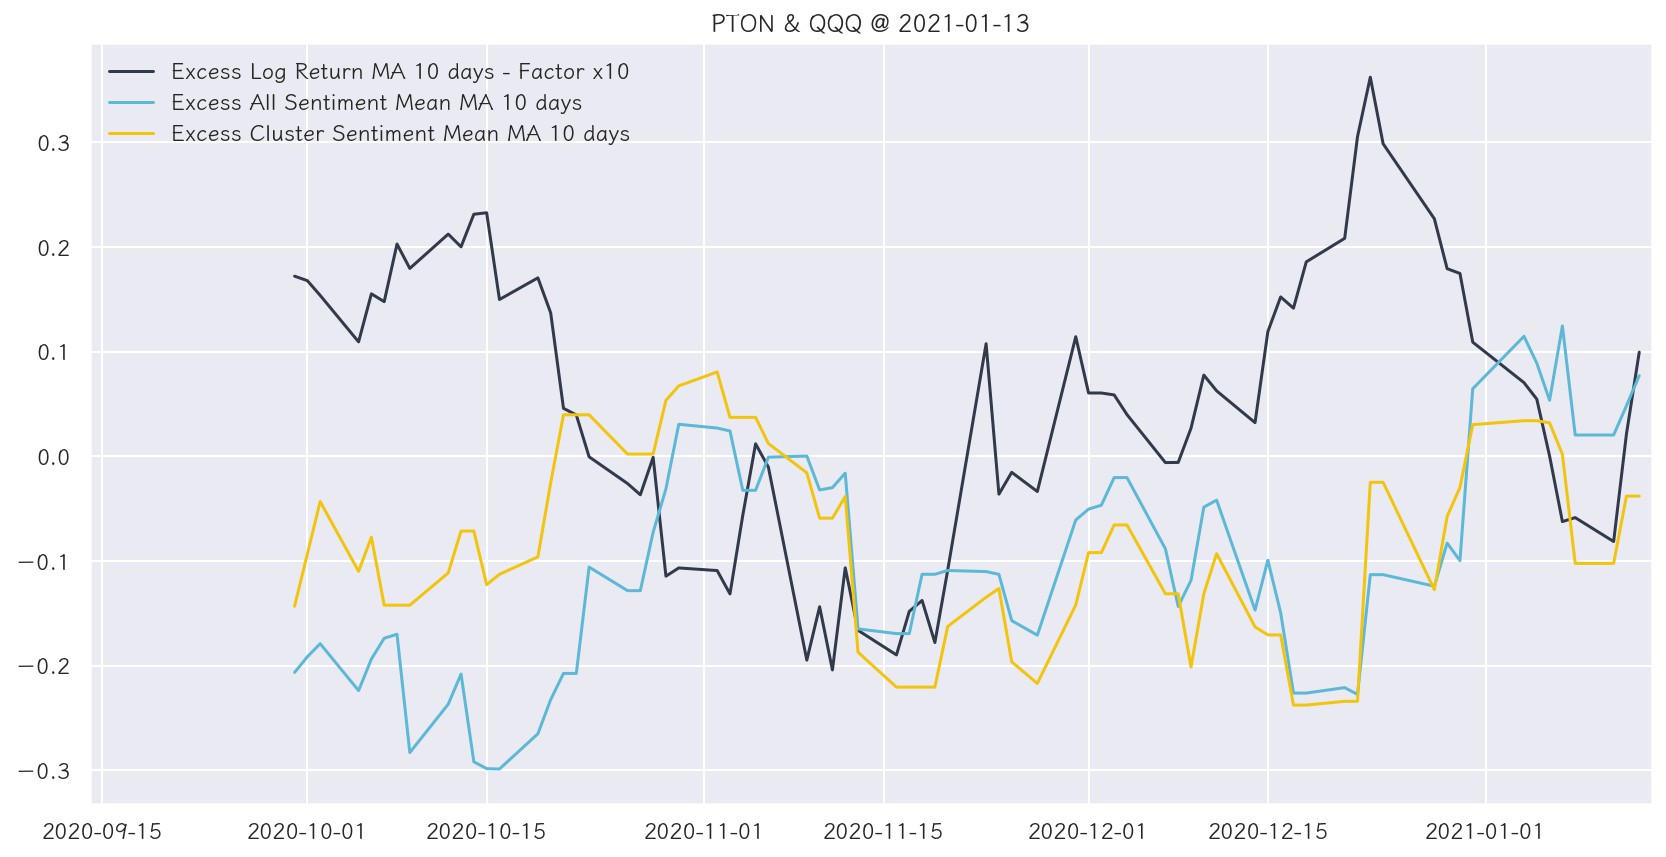 PTON & QQQ @ 2021-01-13
Excess Log Return MA 10 days - Factor x10
Excess All Sentiment Mean MA 10 days
Excess Cluster Sentiment Mean MA 10 days
0.3
0.2
0.1
0.0
−0.1
−0.2
−0.3
2020-09-15 2020-10-01 2020-10-15 2020-11-01 2020-11-15 2020-12-01 2020-12-15 2021-01-01